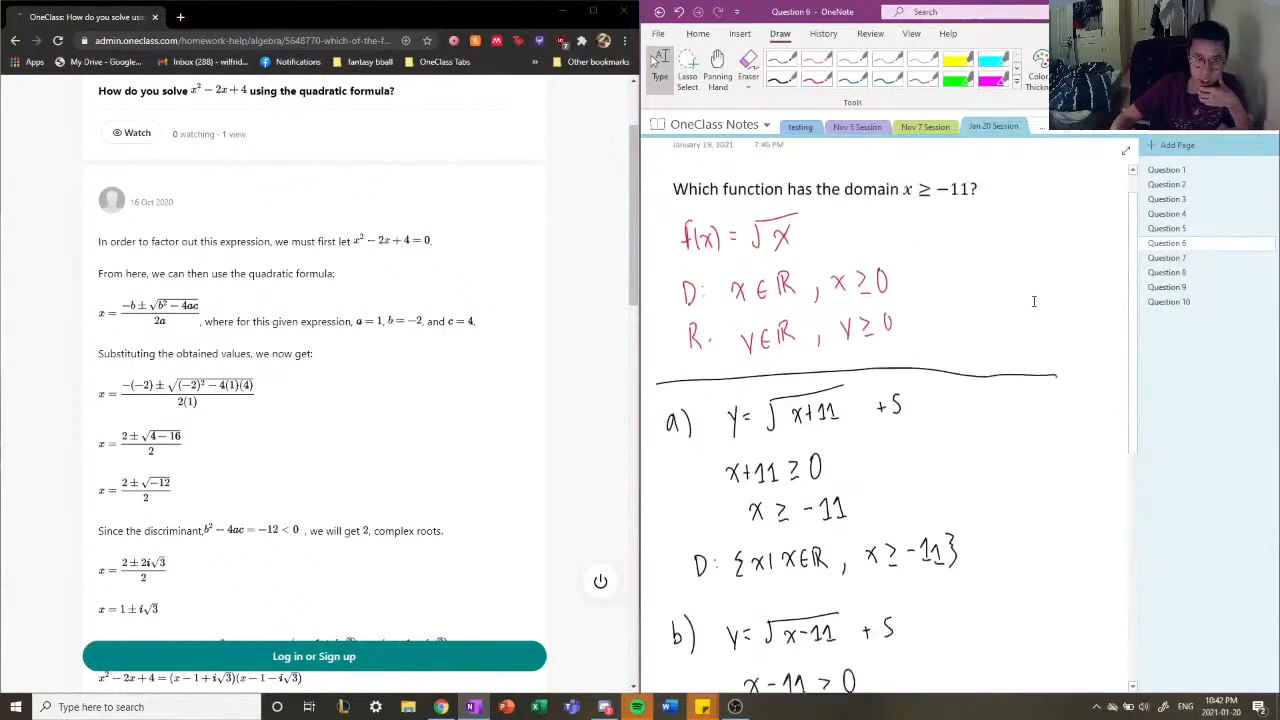 OneClass: How do you solve us
admin.oneclass.com/homework-help/algebra/5648770-which-of-the-f...
Apps
My Drive - Google...
Inbox (20) - wilfridl...
Notifications
fantasy bball
OneClass Tabs
»
Other bookmarks
How do you solve x² − 2x + 4 using the quadratic formula?
Watch
0 watching • 1 view
16 Oct 2020
In order to factor out this expression, we must first let x² − 2x + 4 = 0.
From here, we can then use the quadratic formula:
x = (−b ± √(b² − 4ac)) / 2a , where for this given expression, a = 1, b = −2, and c = 4.
Substituting the obtained values, we now get:
x = (−(−2) ± √((−2)² − 4(1)(4))) / 2(1)
x = (2 ± √(4 − 16)) / 2
x = (2 ± √−12) / 2
Since the discriminant, b² − 4ac = −12 < 0 , we will get 2, complex roots.
x = (2 ± 2i√3) / 2
x = 1 ± i√3
Log in or Sign up
x² − 2x + 4 = (x − 1 + i√3)(x − 1 − i√3)
Question 6 - OneNote
Search
File
Home
Insert
Draw
History
Review
View
Help
Type
Lasso
Select
Panning
Hand
Eraser
Color
Tools
OneClass Notes
testing
Nov 5 Session
Nov 7 Session
Jan 20 Session
...
Add Page
January 19, 2021
7:46 PM
Question 1
Question 2
Question 3
Question 4
Question 5
Question 6
Question 7
Question 8
Question 9
Question 10
Which function has the domain x ≥ −11?
f(x) = √x
D: x ∈ ℝ , x ≥ 0
R. y ∈ ℝ , y ≥ 0
a) y = √(x+11) + 5
x+11 ≥ 0
x ≥ -11
D: {x | x ∈ ℝ , x ≥ -11}
b) y = √(x-11) + 5
x-11 ≥ 0
Type here to search
10:42 PM
2021-01-20